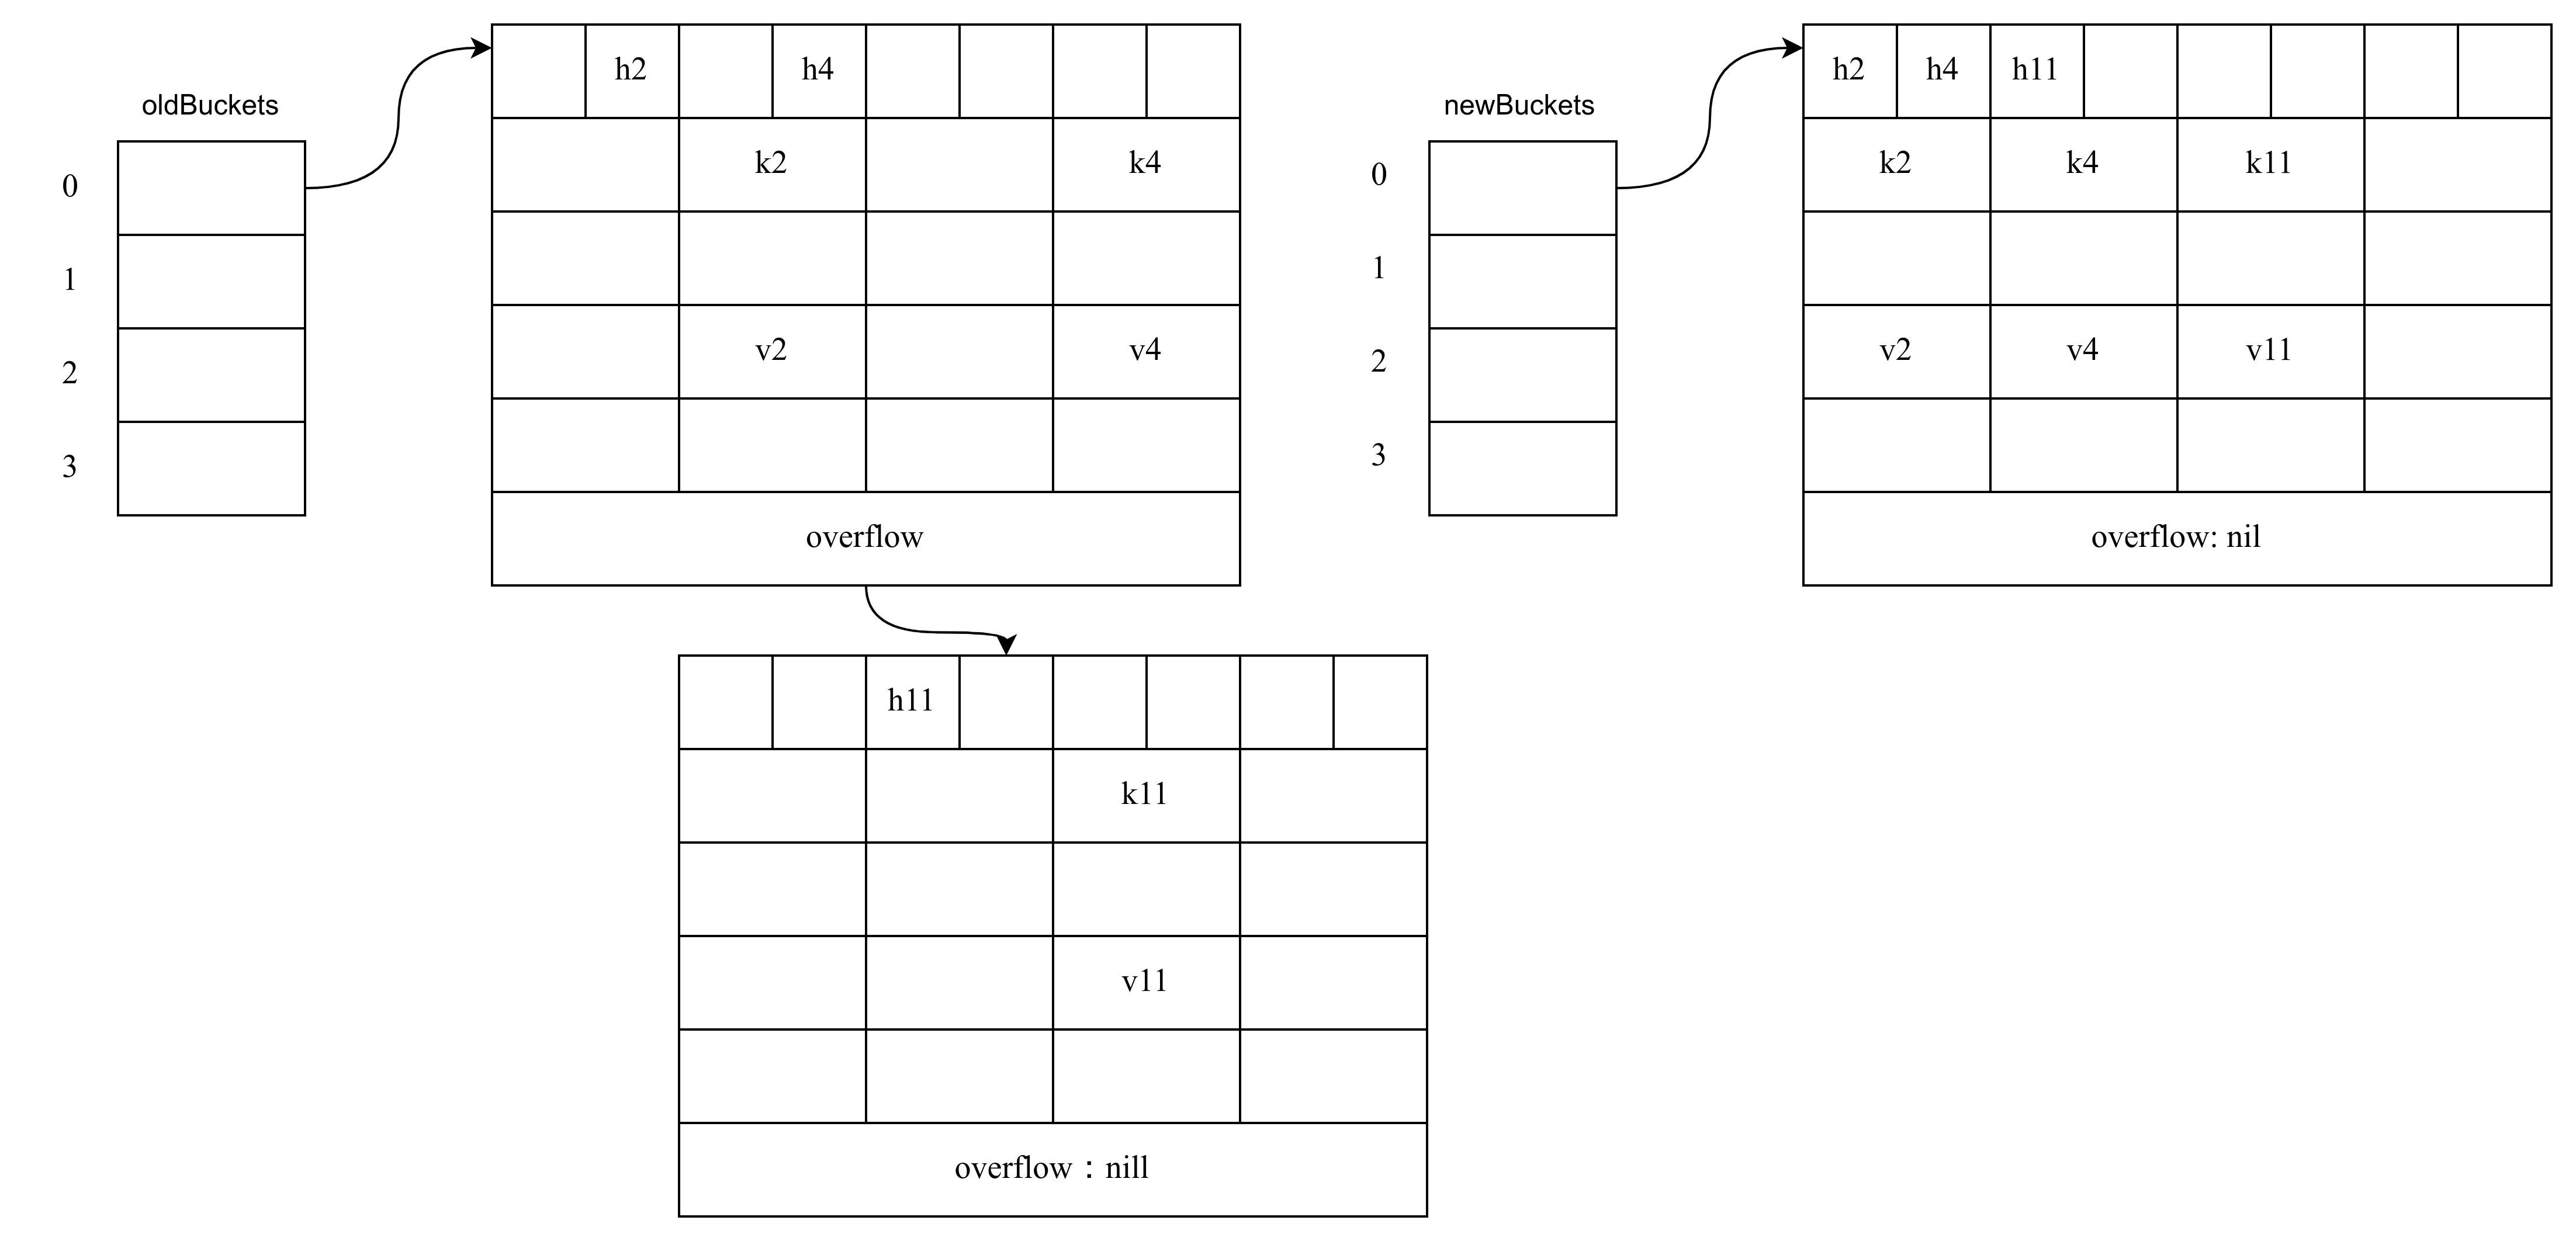 oldBuckets
0
1
2
3
h2 h4
k2 k4
v2 v4
overflow
h11
k11
v11
overflow：nill
newBuckets
0
1
2
3
h2 h4 h11
k2 k4 k11
v2 v4 v11
overflow: nil